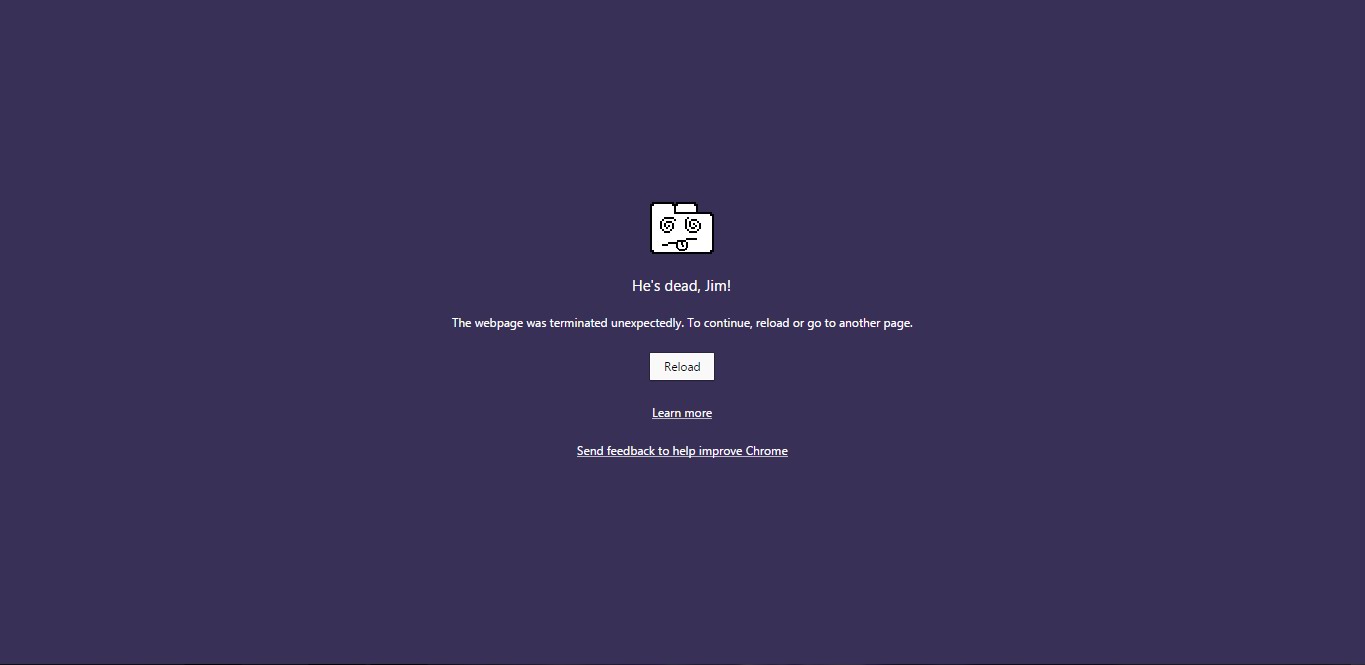 He's dead, Jim!
The webpage was terminated unexpectedly. To continue, reload or go to another page.
Reload
Learn more
Send feedback to help improve Chrome